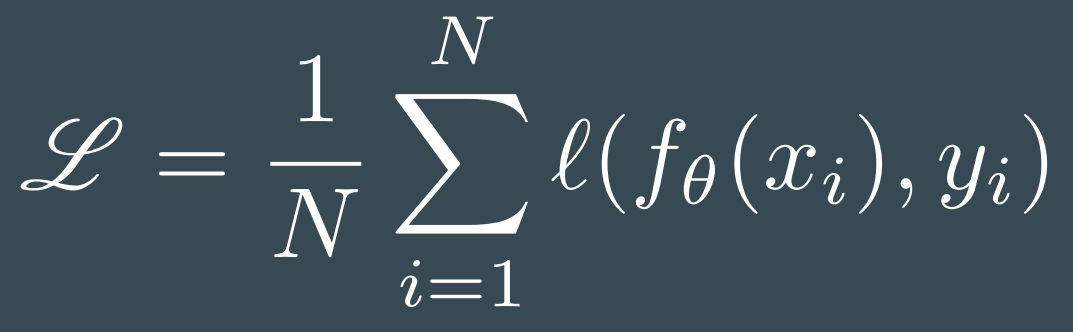 ℒ = 1/N ∑_{i=1}^{N} ℓ(f_θ(x_i), y_i)